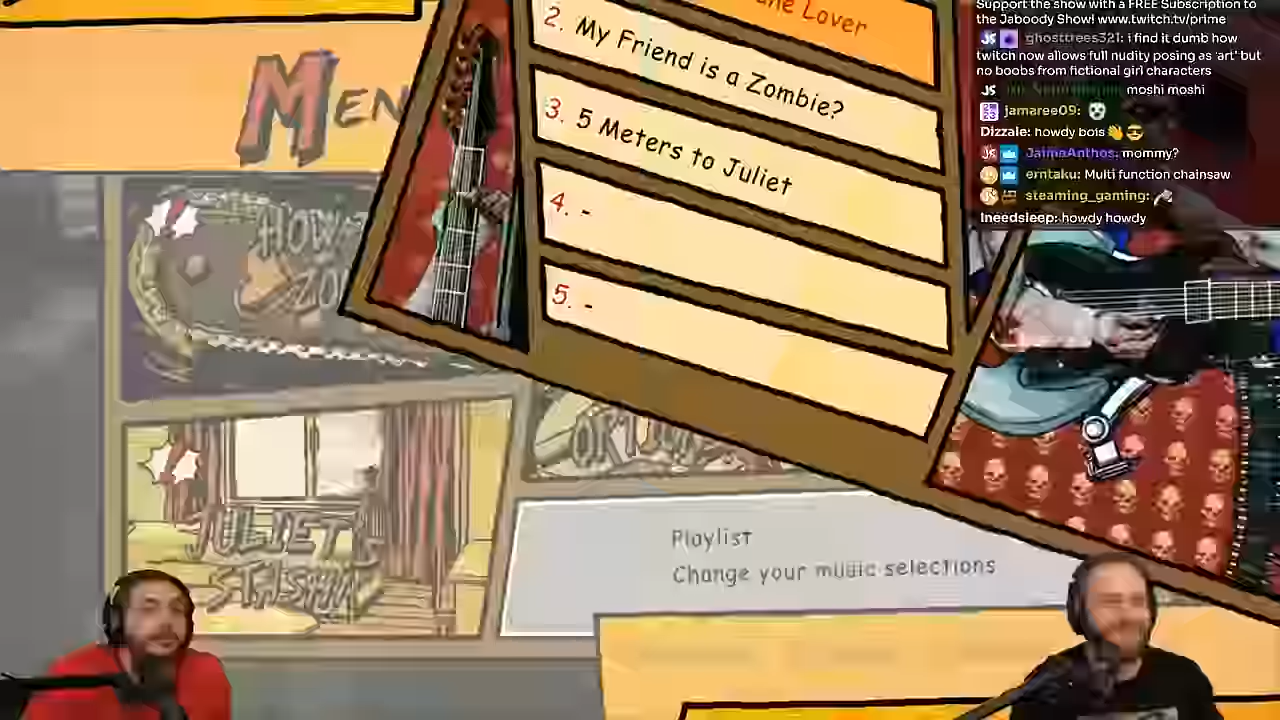 Support the show with a FREE Subscription to
the Jaboody Show! www.twitch.tv/prime
ghosttrees321: i find it dumb how
twitch now allows full nudity posing as 'art' but
no boobs from fictional girl characters
moshi moshi
jamaree09:
Dizzale: howdy bois
JaimeAnthos: mommy?
erntaku: Multi function chainsaw
steaming_gaming:
Ineedsleep: howdy howdy
Lover
2. My Friend is a Zombie?
3. 5 Meters to Juliet
4. -
5. -
MEN
HOW
ZO
JULIET'S
STASH
Playlist
Change your music selections